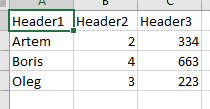 A B C
Header1 Header2 Header3
Artem 2 334
Boris 4 663
Oleg 3 223